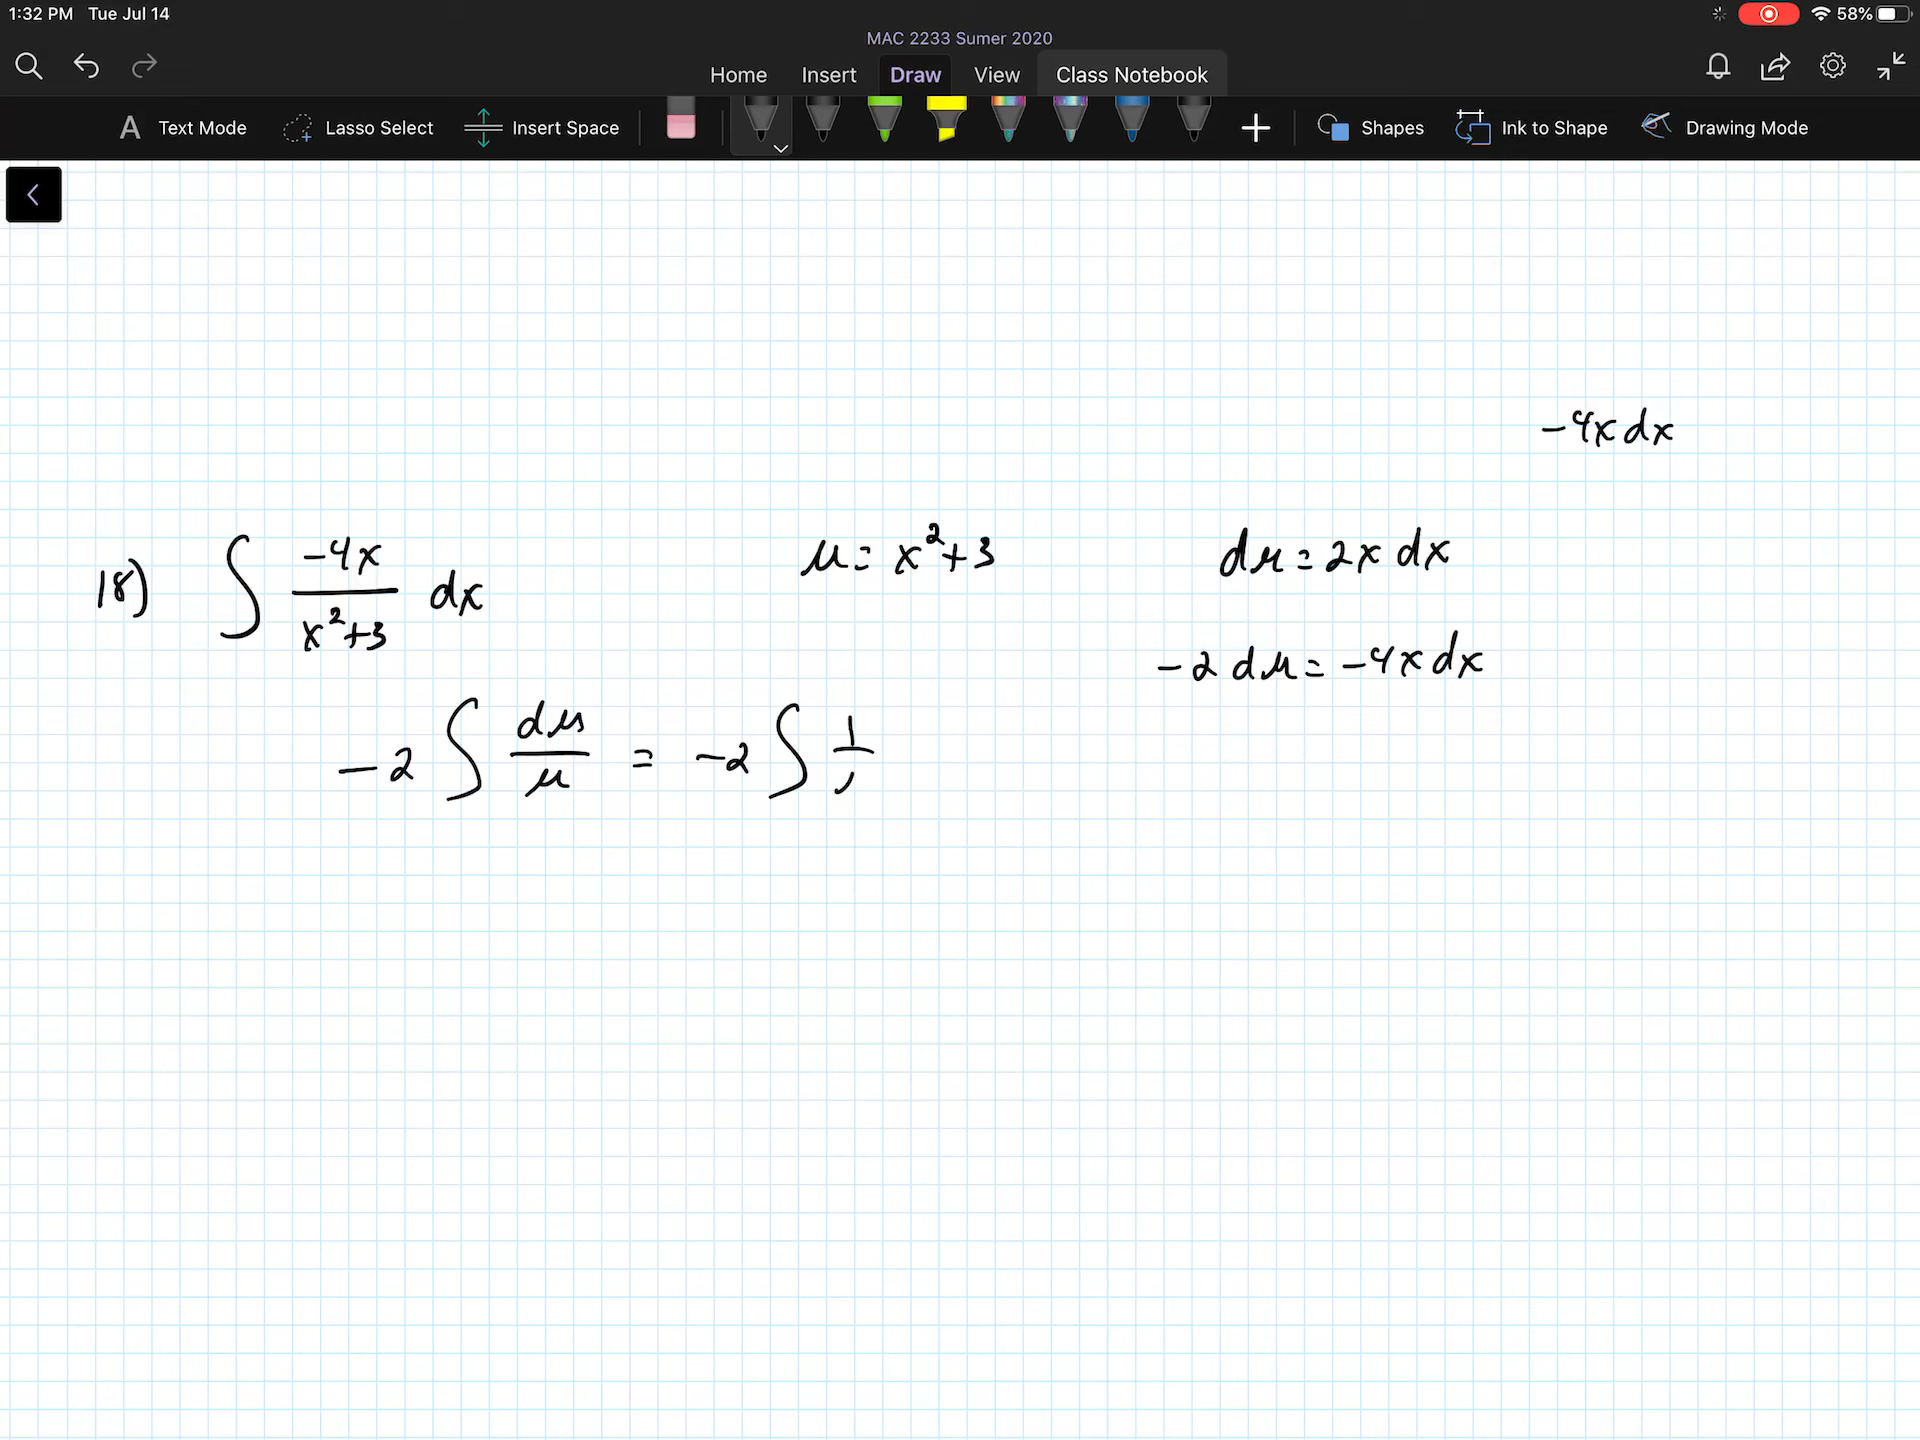 1:32 PM Tue Jul 14
58%
MAC 2233 Sumer 2020
Home Insert Draw View Class Notebook
Text Mode Lasso Select Insert Space Shapes Ink to Shape Drawing Mode
-4x dx
18) ∫ (-4x)/(x²+3) dx u = x²+3 du = 2x dx
-2 du = -4x dx
-2 ∫ du/u = -2 ∫ 1/